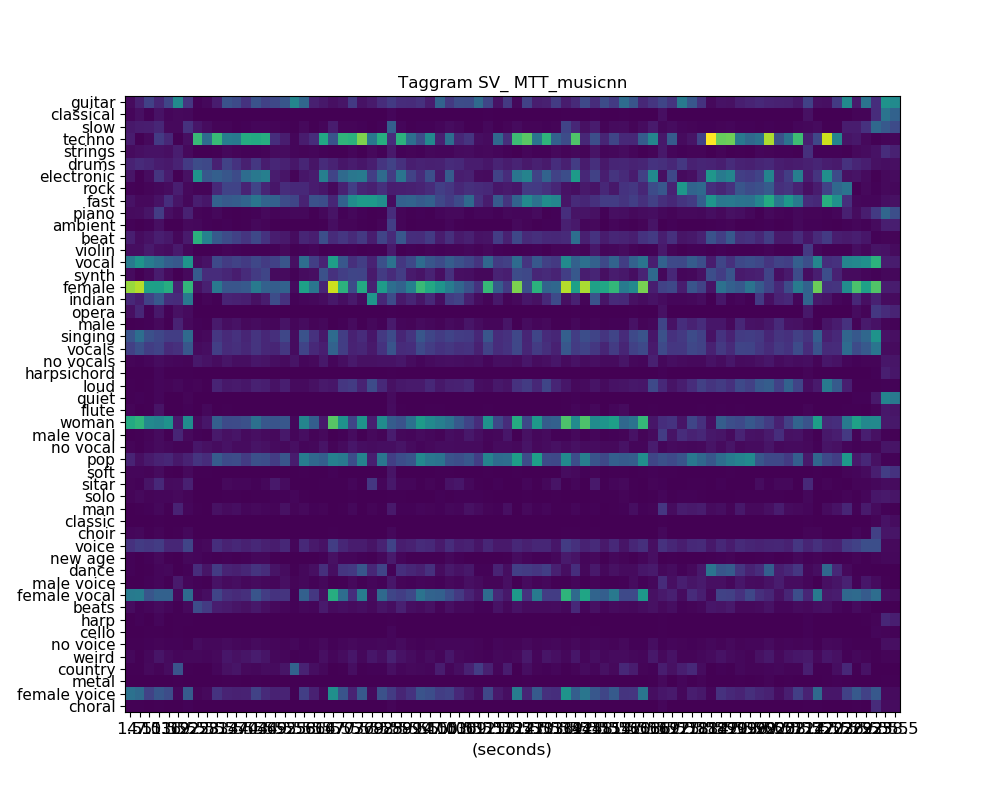 Taggram SV_ MTT_musicnn
guitar
classical
slow
techno
strings
drums
electronic
rock
fast
piano
ambient
beat
violin
vocal
synth
female
indian
opera
male
singing
vocals
no vocals
harpsichord
loud
quiet
flute
woman
male vocal
no vocal
pop
soft
sitar
solo
man
classic
choir
voice
new age
dance
male voice
female vocal
beats
harp
cello
no voice
weird
country
metal
female voice
choral
(seconds)